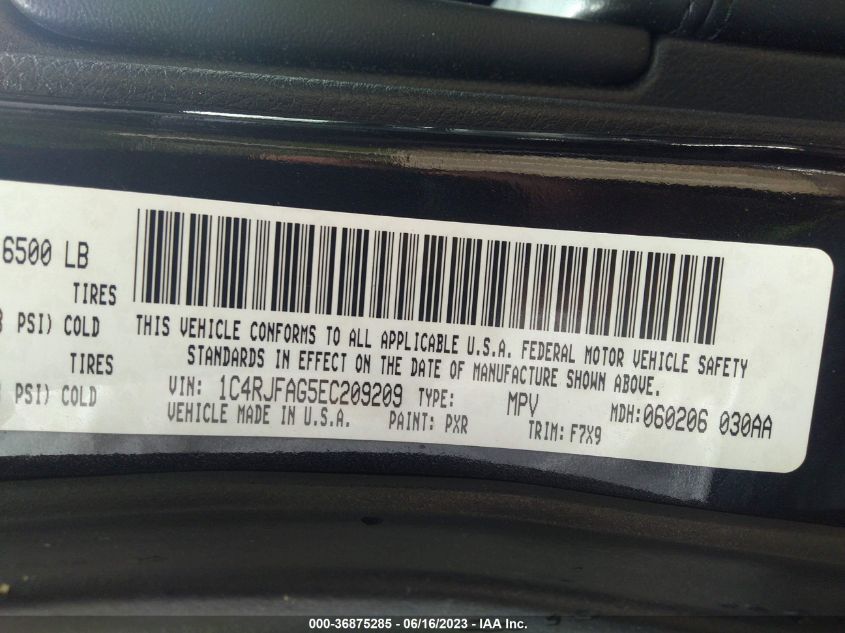 6500 LB
TIRES
PSI) COLD
TIRES
PSI) COLD
THIS VEHICLE CONFORMS TO ALL APPLICABLE U.S.A. FEDERAL MOTOR VEHICLE SAFETY
STANDARDS IN EFFECT ON THE DATE OF MANUFACTURE SHOWN ABOVE.
VIN: 1C4RJFAG5EC209209 TYPE: MPV MDH:060206 030AA
VEHICLE MADE IN U.S.A. PAINT: PXR TRIM: F7X9
000-36875285 - 06/16/2023 - IAA Inc.